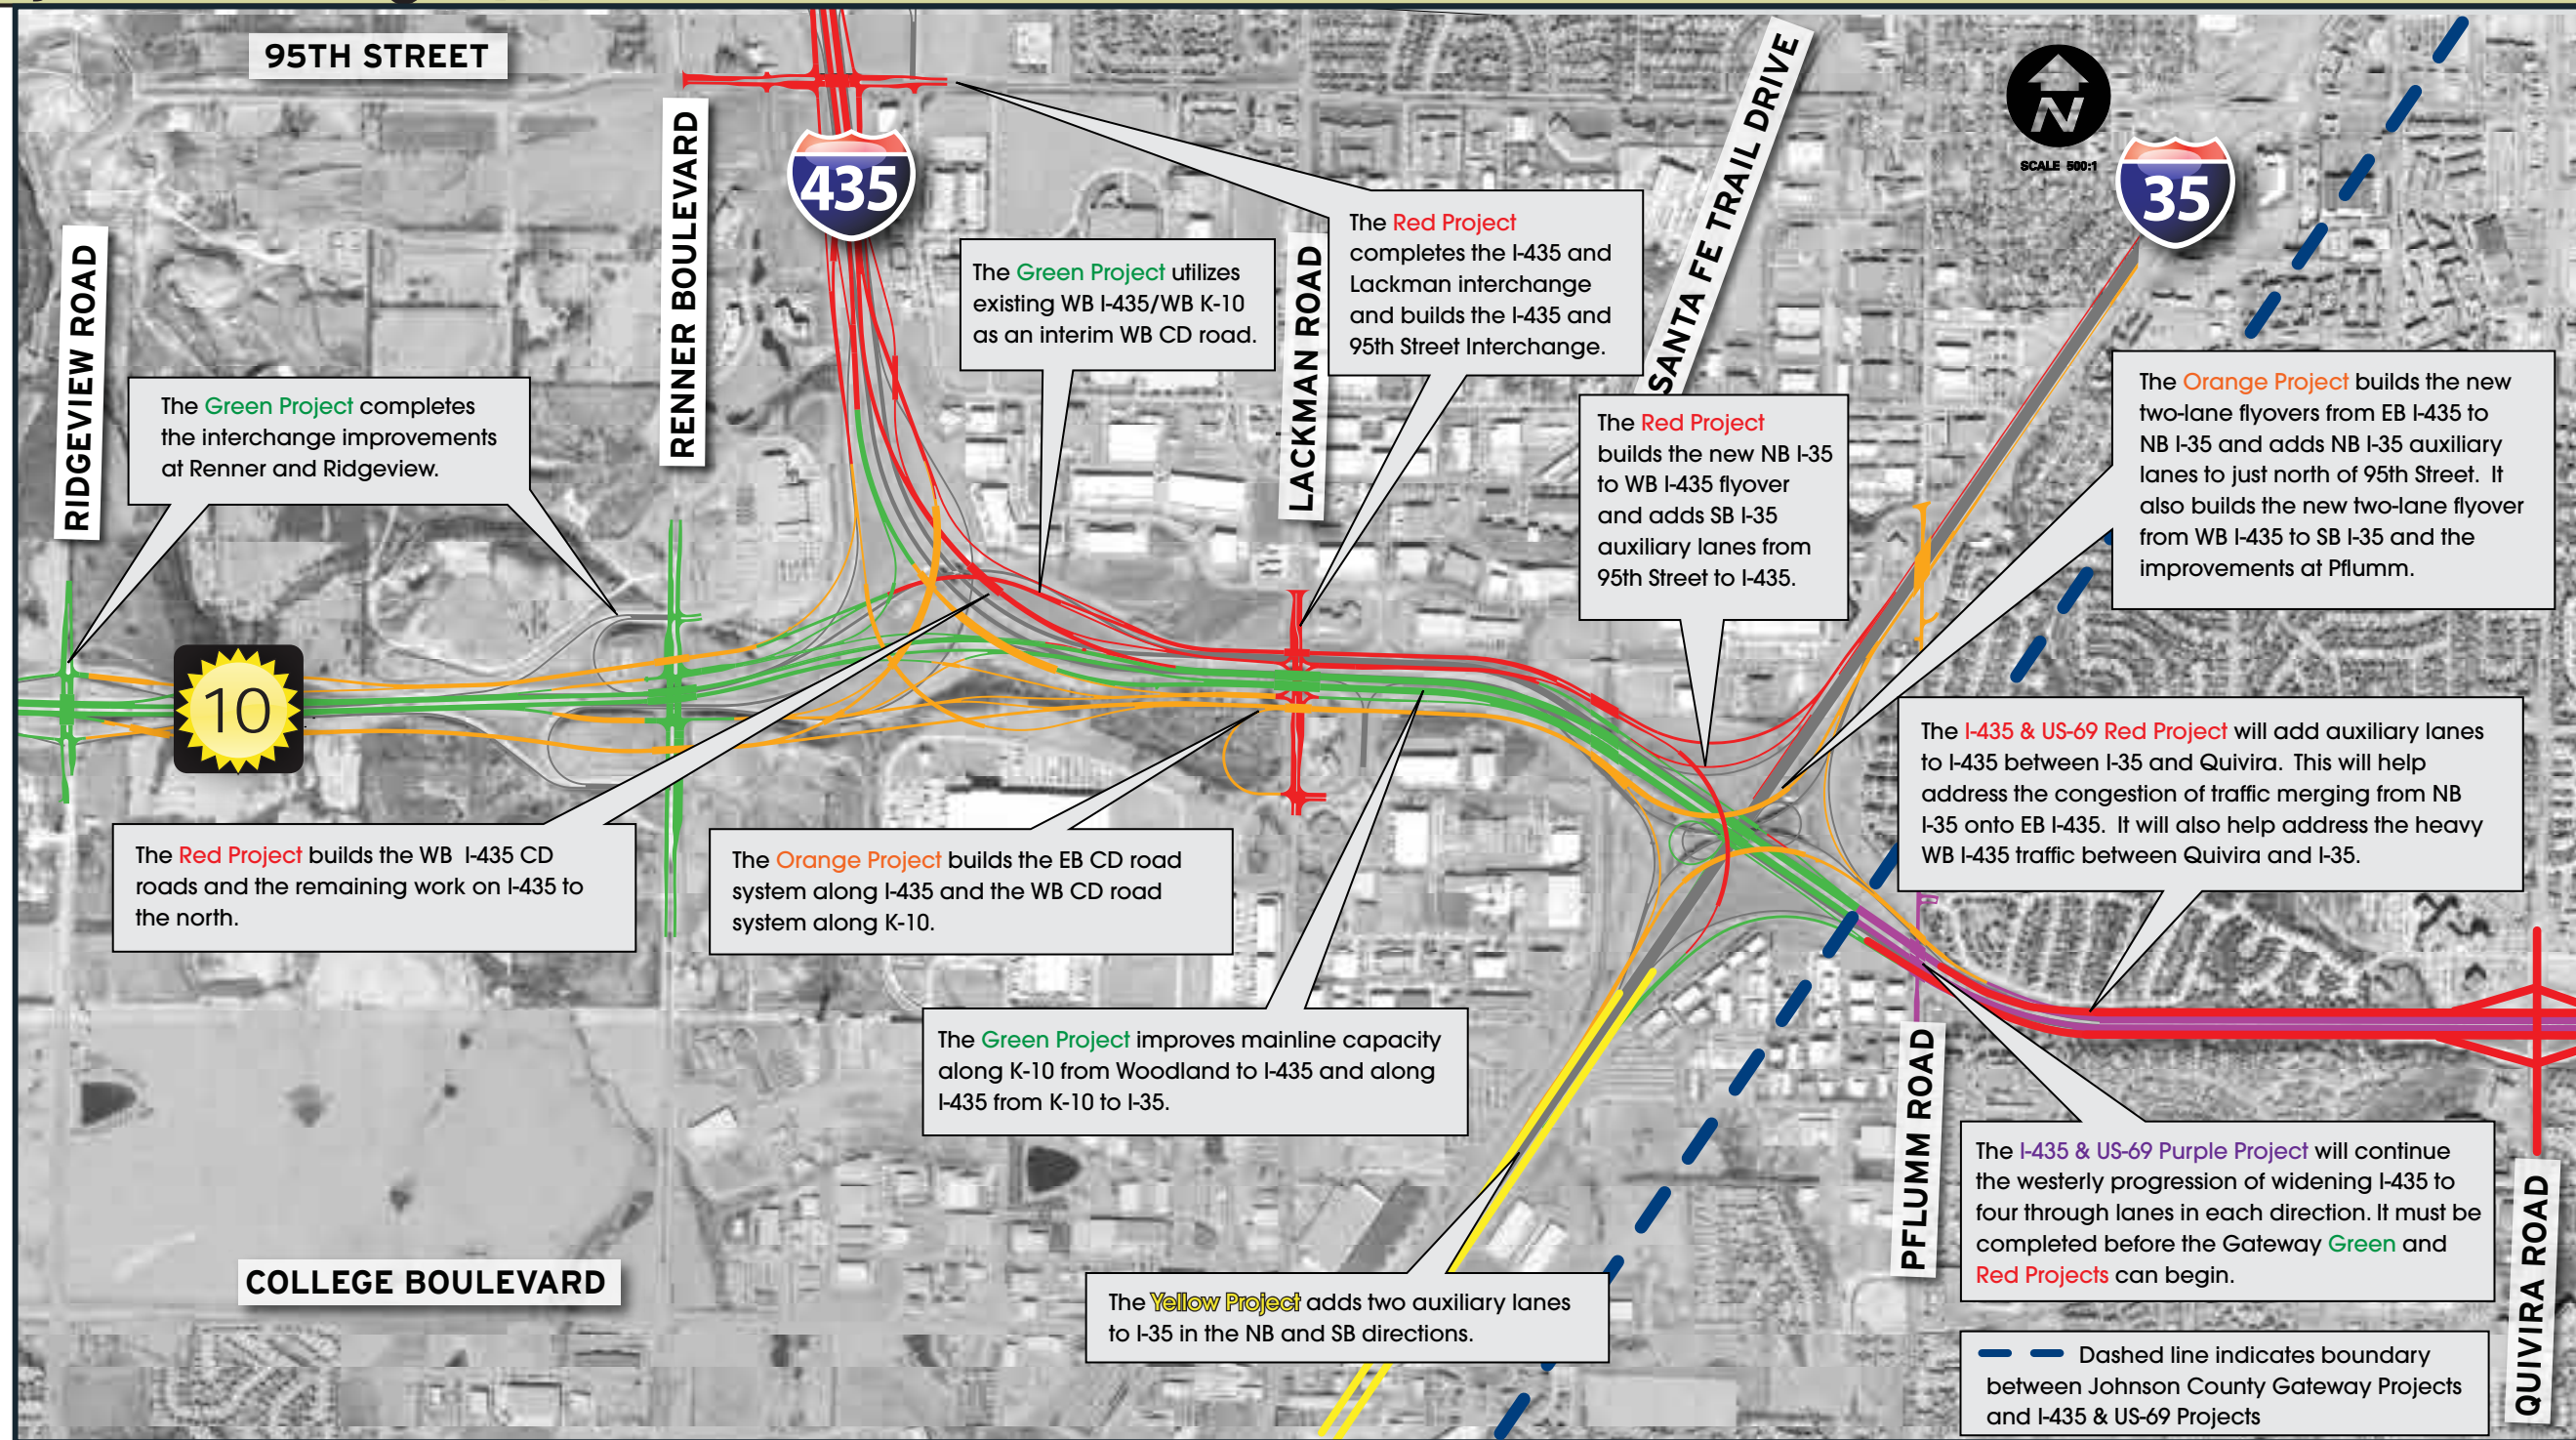 95TH STREET
RENNER BOULEVARD
435
SANTA FE TRAIL DRIVE
N
SCALE 500:1
35
RIDGEVIEW ROAD
LACKMAN ROAD
The Green Project utilizes
existing WB I-435/WB K-10
as an interim WB CD road.
The Red Project
completes the I-435 and
Lackman interchange
and builds the I-435 and
95th Street Interchange.
The Green Project completes
the interchange improvements
at Renner and Ridgeview.
The Red Project
builds the new NB I-35
to WB I-435 flyover
and adds SB I-35
auxiliary lanes from
95th Street to I-435.
The Orange Project builds the new
two-lane flyovers from EB I-435 to
NB I-35 and adds NB I-35 auxiliary
lanes to just north of 95th Street. It
also builds the new two-lane flyover
from WB I-435 to SB I-35 and the
improvements at Pflumm.
10
The I-435 & US-69 Red Project will add auxiliary lanes
to I-435 between I-35 and Quivira. This will help
address the congestion of traffic merging from NB
I-35 onto EB I-435. It will also help address the heavy
WB I-435 traffic between Quivira and I-35.
The Red Project builds the WB I-435 CD
roads and the remaining work on I-435 to
the north.
The Orange Project builds the EB CD road
system along I-435 and the WB CD road
system along K-10.
The Green Project improves mainline capacity
along K-10 from Woodland to I-435 and along
I-435 from K-10 to I-35.
PFLUMM ROAD
The I-435 & US-69 Purple Project will continue
the westerly progression of widening I-435 to
four through lanes in each direction. It must be
completed before the Gateway Green and
Red Projects can begin.
QUIVIRA ROAD
COLLEGE BOULEVARD
The Yellow Project adds two auxiliary lanes
to I-35 in the NB and SB directions.
Dashed line indicates boundary
between Johnson County Gateway Projects
and I-435 & US-69 Projects